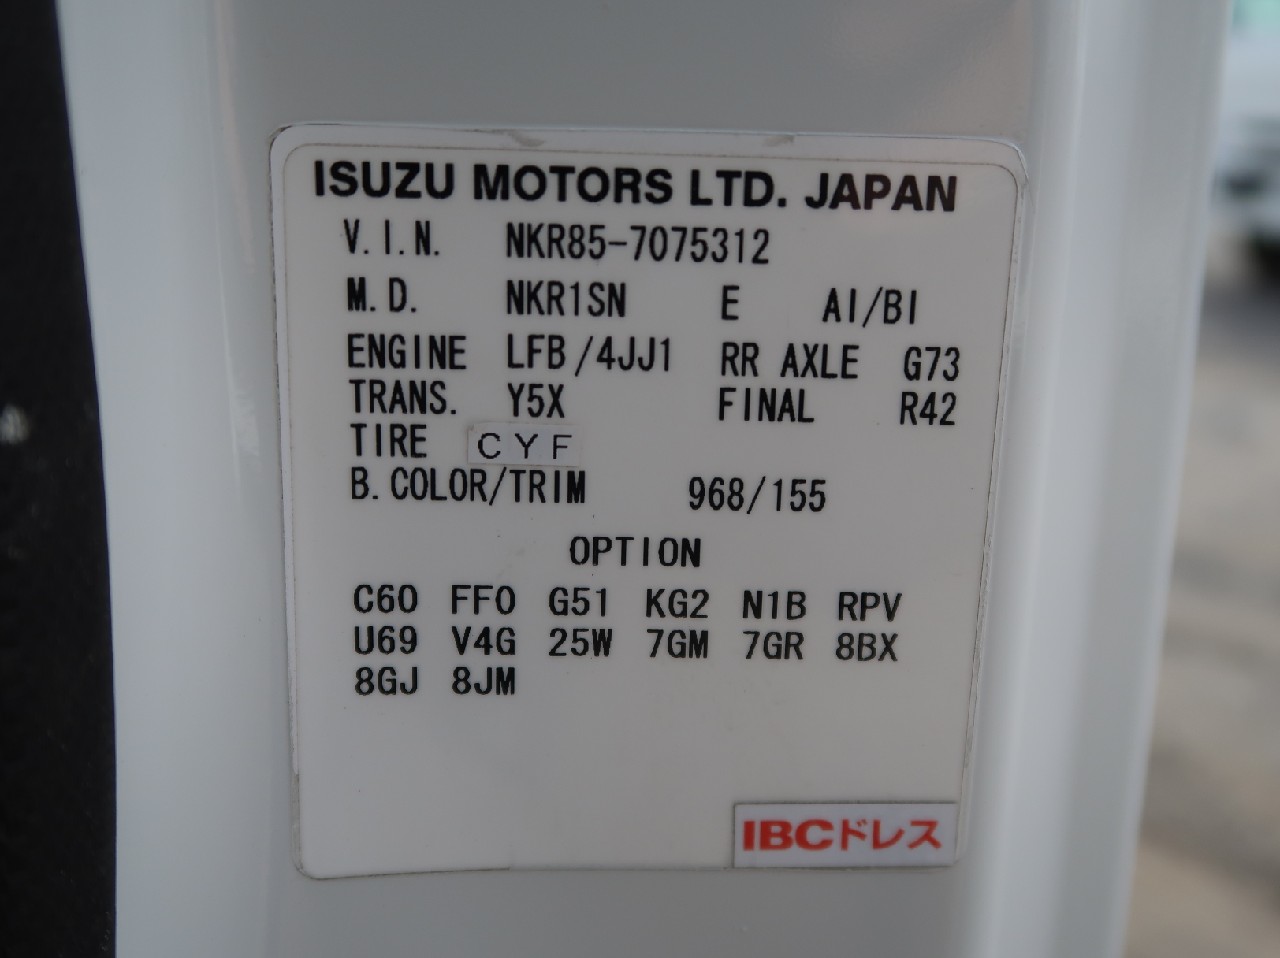 ISUZU MOTORS LTD. JAPAN
V.I.N. NKR85-7075312
M.D. NKR1SN E AI/BI
ENGINE LFB/4JJ1 RR AXLE G73
TRANS. Y5X FINAL R42
TIRE CYF
B.COLOR/TRIM 968/155
OPTION
C60 FF0 G51 KG2 N1B RPV
U69 V4G 25W 7GM 7GR 8BX
8GJ 8JM
IBCドレス